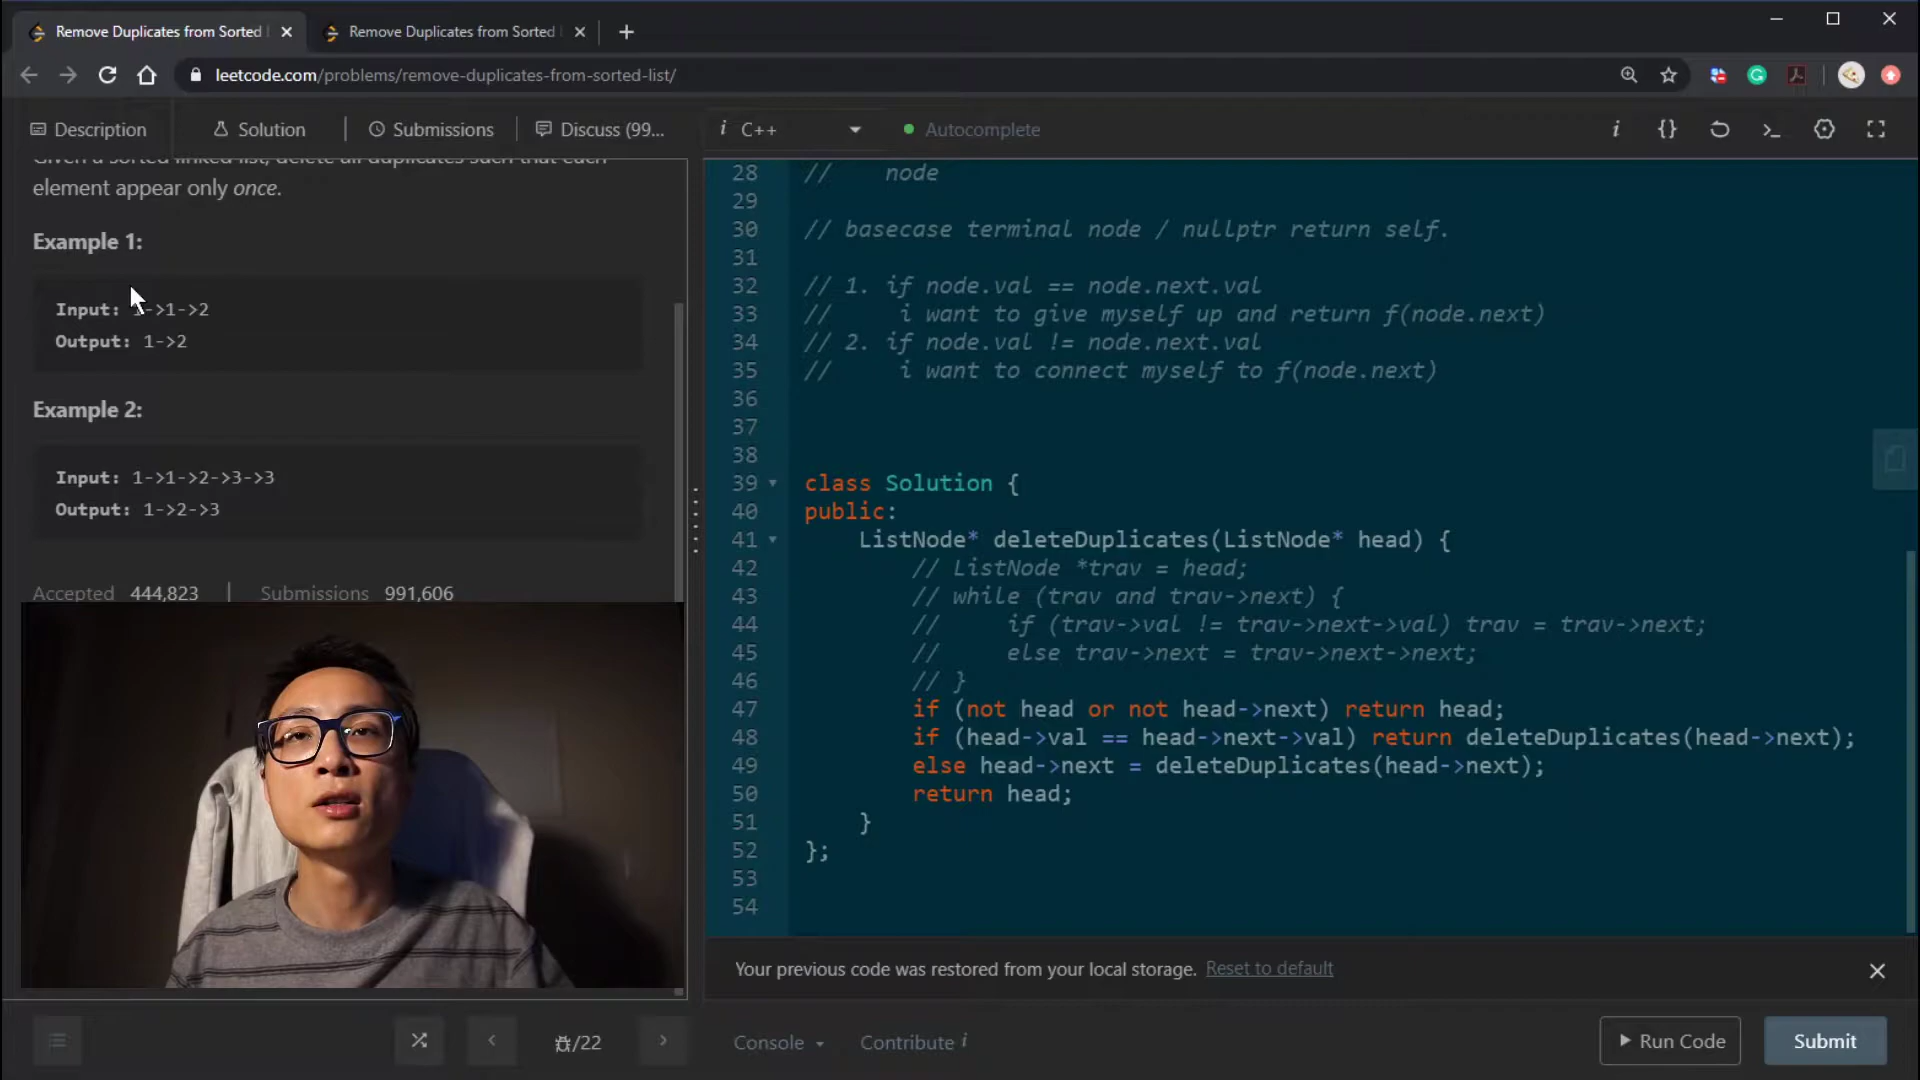 Remove Duplicates from Sorted
Remove Duplicates from Sorted
leetcode.com/problems/remove-duplicates-from-sorted-list/
Description
Solution
Submissions
Discuss (99...
i C++
Autocomplete
Given a sorted linked list, delete all duplicates such that each
element appear only once.
Example 1:
Input: 1->1->2
Output: 1->2
Example 2:
Input: 1->1->2->3->3
Output: 1->2->3
Accepted 444,823 | Submissions 991,606
28 // node
29
30 // basecase terminal node / nullptr return self.
31
32 // 1. if node.val == node.next.val
33 // i want to give myself up and return f(node.next)
34 // 2. if node.val != node.next.val
35 // i want to connect myself to f(node.next)
36
37
38
39 class Solution {
40 public:
41 ListNode* deleteDuplicates(ListNode* head) {
42 // ListNode *trav = head;
43 // while (trav and trav->next) {
44 // if (trav->val != trav->next->val) trav = trav->next;
45 // else trav->next = trav->next->next;
46 // }
47 if (not head or not head->next) return head;
48 if (head->val == head->next->val) return deleteDuplicates(head->next);
49 else head->next = deleteDuplicates(head->next);
50 return head;
51 }
52 };
53
54
Your previous code was restored from your local storage. Reset to default
/22
Console
Contribute i
Run Code
Submit